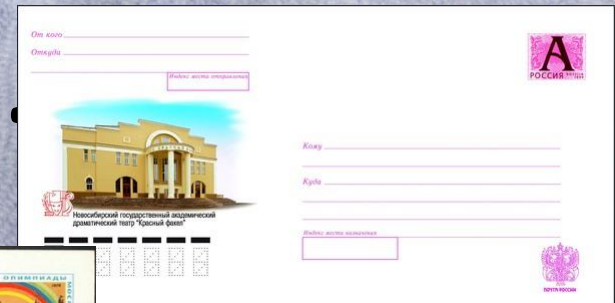 От кого
Откуда
Индекс места отправления
А
РОССИЯ
Новосибирский государственный академический
драматический театр "Красный факел"
Кому
Куда
Индекс места назначения
ПОЧТА РОССИИ
ОЛИМПИАДЫ